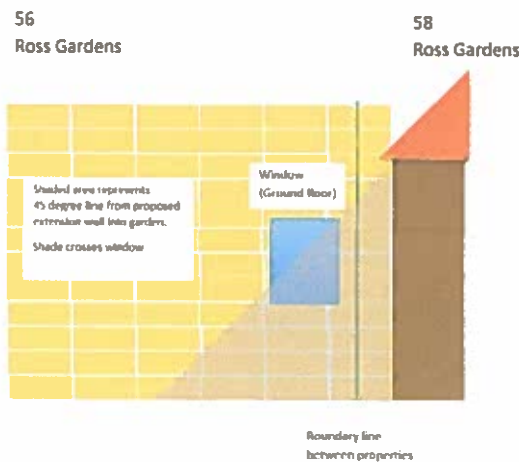 56
Ross Gardens
58
Ross Gardens
Window
(Ground floor)
Shaded area represents
45 degree line from proposed
extension wall into garden.
Shade crosses window
Boundary line
between properties